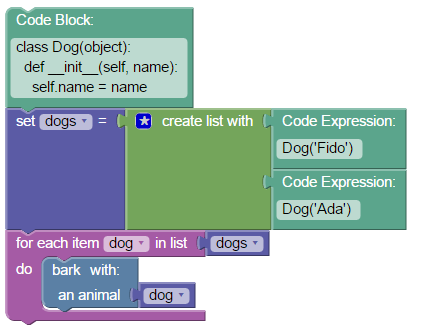 Code Block:
class Dog(object):
  def __init__(self, name):
    self.name = name
set dogs = create list with Code Expression:
Dog('Fido')
Code Expression:
Dog('Ada')
for each item dog in list dogs
do bark with:
an animal dog